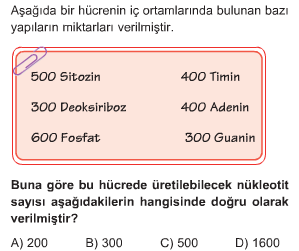 Aşağıda bir hücrenin iç ortamlarında bulunan bazı
yapıların miktarları verilmiştir.
500 Sitozin 400 Timin
300 Deoksiriboz 400 Adenin
600 Fosfat 300 Guanin
Buna göre bu hücrede üretilebilecek nükleotit
sayısı aşağıdakilerin hangisinde doğru olarak
verilmiştir?
A) 200 B) 300 C) 500 D) 1600